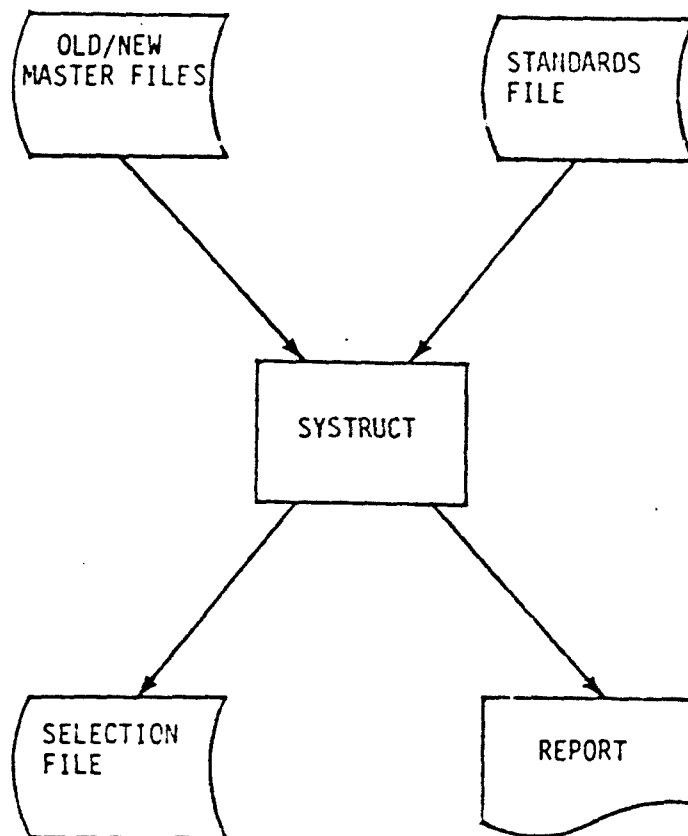 OLD/NEW
MASTER FILES
STANDARDS
FILE
SYSTRUCT
SELECTION
FILE
REPORT